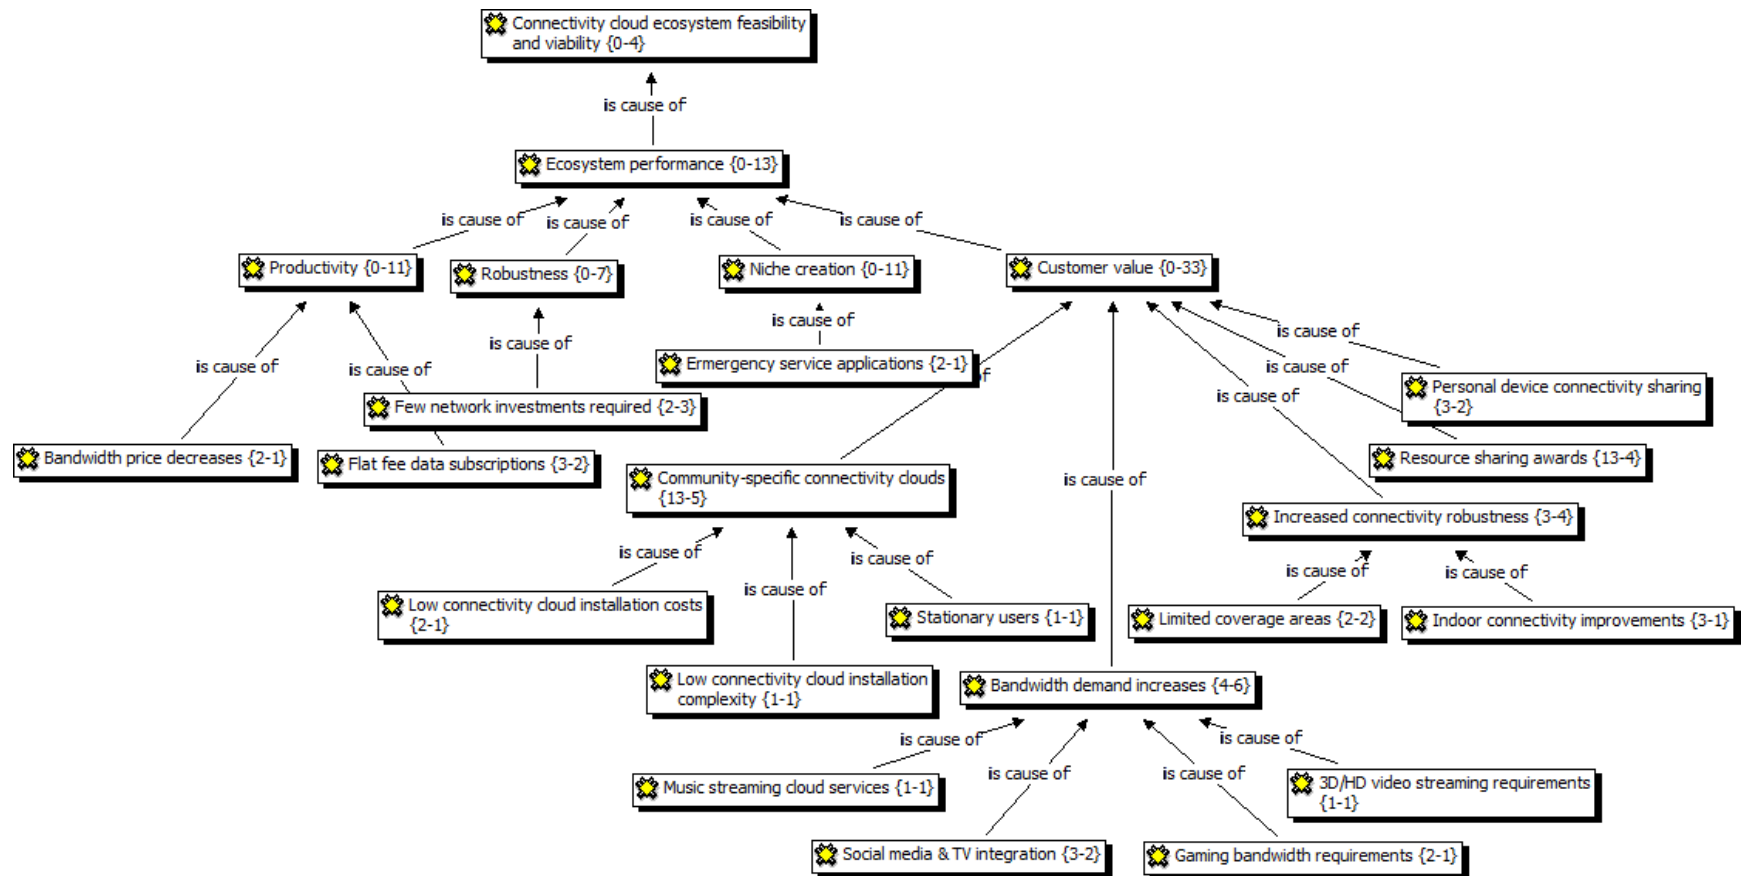 Connectivity cloud ecosystem feasibility
and viability {0-4}
is cause of
Ecosystem performance {0-13}
is cause of
is cause of
is cause of
is cause of
Productivity {0-11}
Robustness {0-7}
Niche creation {0-11}
Customer value {0-33}
is cause of
is cause of
is cause of
is cause of
is cause of
is cause of
is cause of
of
Ermergency service applications {2-1}
Personal device connectivity sharing
{3-2}
Few network investments required {2-3}
Bandwidth price decreases {2-1}
Flat fee data subscriptions {3-2}
Resource sharing awards {13-4}
Community-specific connectivity clouds
{13-5}
is cause of
Increased connectivity robustness {3-4}
is cause of
is cause of
is cause of
is cause of
is cause of
Low connectivity cloud installation costs
{2-1}
Stationary users {1-1}
Limited coverage areas {2-2}
Indoor connectivity improvements {3-1}
Low connectivity cloud installation
complexity {1-1}
Bandwidth demand increases {4-6}
is cause of
is cause of
is cause of
is cause of
Music streaming cloud services {1-1}
3D/HD video streaming requirements
{1-1}
Social media & TV integration {3-2}
Gaming bandwidth requirements {2-1}